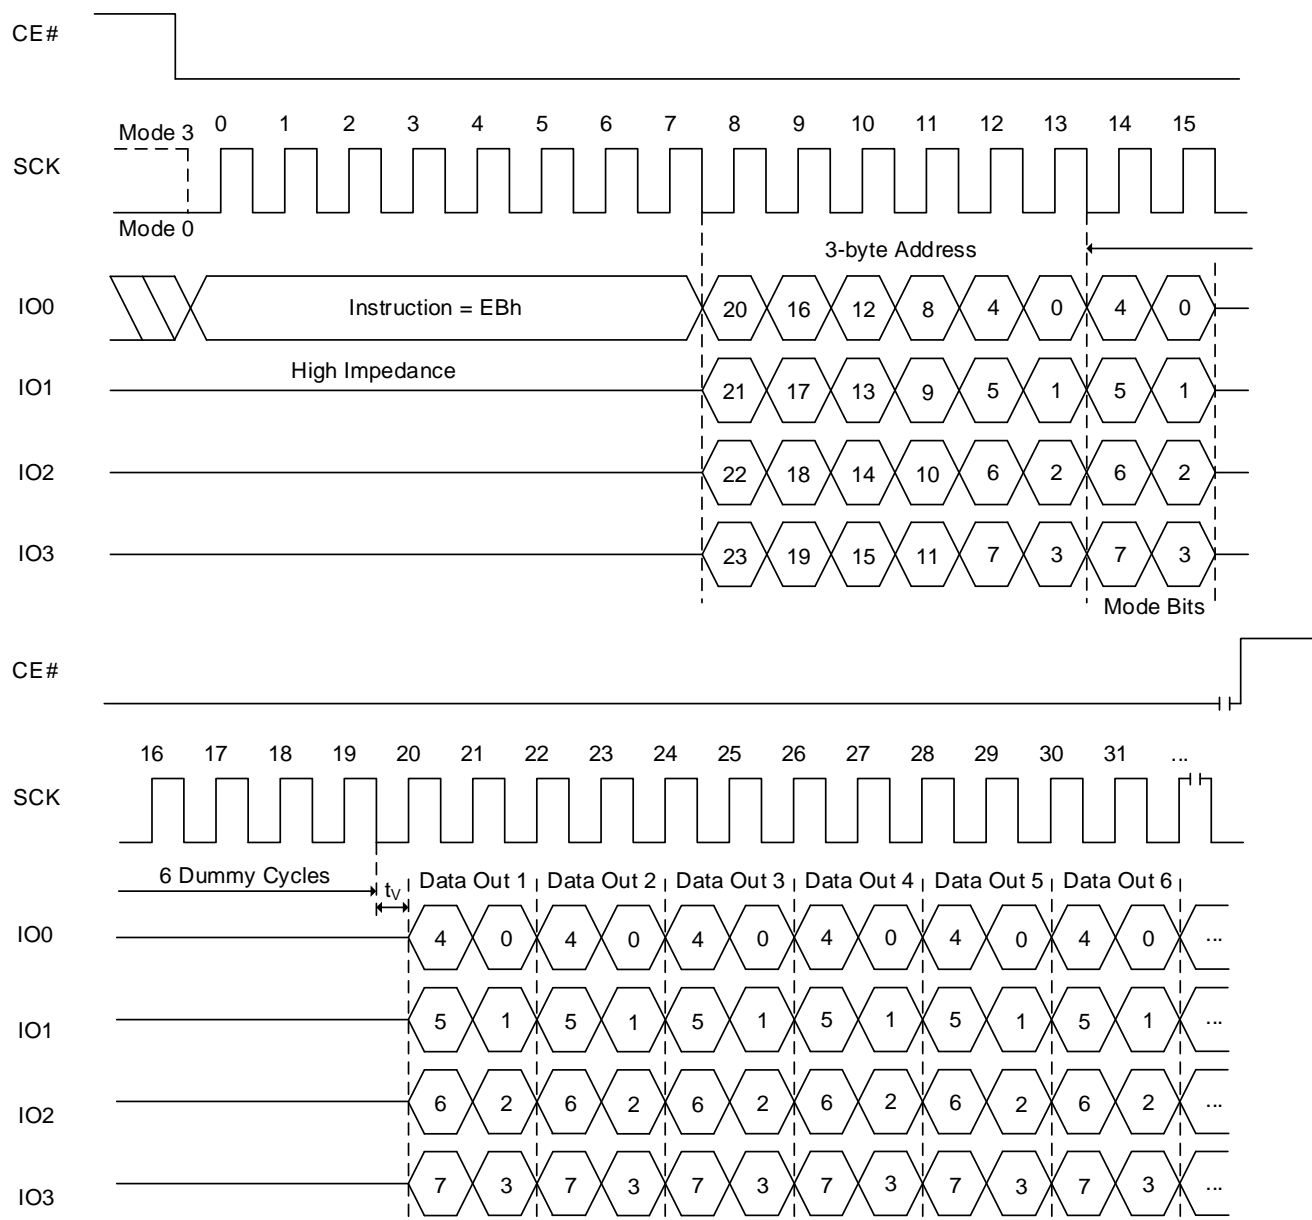 CE#
Mode 3 0 1 2 3 4 5 6 7 8 9 10 11 12 13 14 15
SCK
Mode 0
3-byte Address
IO0 Instruction = EBh 20 16 12 8 4 0 4 0
High Impedance
IO1 21 17 13 9 5 1 5 1
IO2 22 18 14 10 6 2 6 2
IO3 23 19 15 11 7 3 7 3
Mode Bits
CE#
16 17 18 19 20 21 22 23 24 25 26 27 28 29 30 31 ...
SCK
6 Dummy Cycles tV Data Out 1 Data Out 2 Data Out 3 Data Out 4 Data Out 5 Data Out 6
IO0 4 0 4 0 4 0 4 0 4 0 4 0 ...
IO1 5 1 5 1 5 1 5 1 5 1 5 1 ...
IO2 6 2 6 2 6 2 6 2 6 2 6 2 ...
IO3 7 3 7 3 7 3 7 3 7 3 7 3 ...